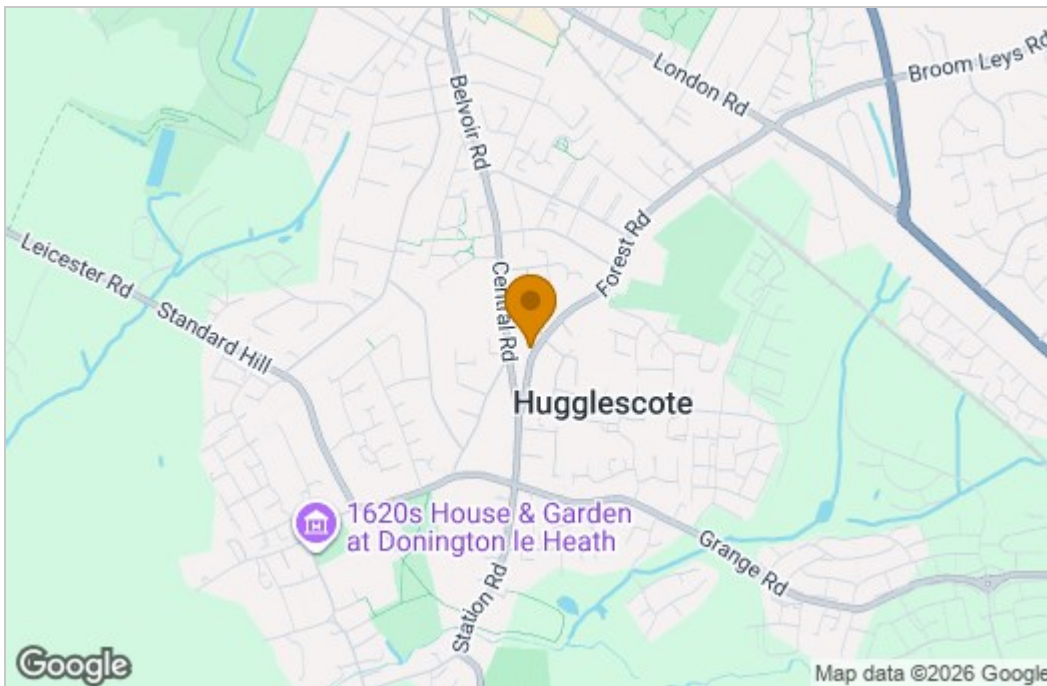 Broom Leys Rd
London Rd
Belvoir Rd
Forest Rd
Leicester Rd
Standard Hill
Central Rd
Hugglescote
1620s House & Garden
at Donington le Heath
Grange Rd
Station Rd
Google
Map data ©2026 Google